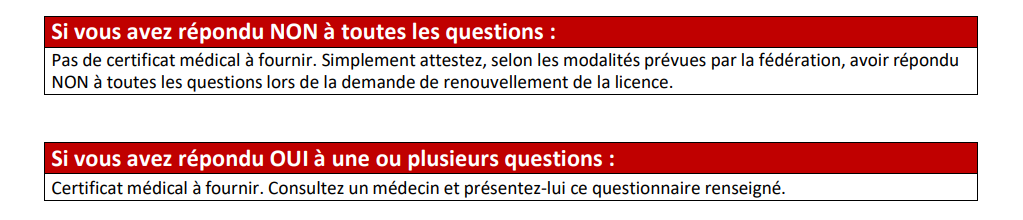 Si vous avez répondu NON à toutes les questions :
Pas de certificat médical à fournir. Simplement attestez, selon les modalités prévues par la fédération, avoir répondu
NON à toutes les questions lors de la demande de renouvellement de la licence.
Si vous avez répondu OUI à une ou plusieurs questions :
Certificat médical à fournir. Consultez un médecin et présentez-lui ce questionnaire renseigné.